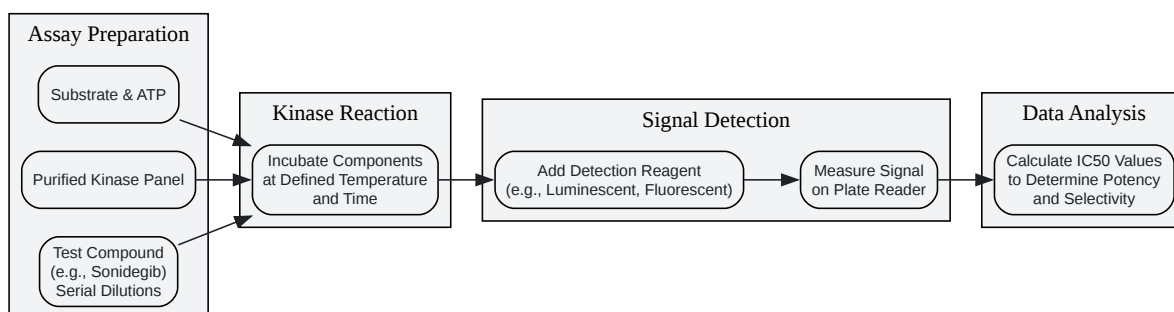 Assay Preparation
Substrate & ATP
Purified Kinase Panel
Test Compound
(e.g., Sonidegib)
Serial Dilutions
Kinase Reaction
Incubate Components
at Defined Temperature
and Time
Signal Detection
Add Detection Reagent
(e.g., Luminescent, Fluorescent)
Measure Signal
on Plate Reader
Data Analysis
Calculate IC50 Values
to Determine Potency
and Selectivity